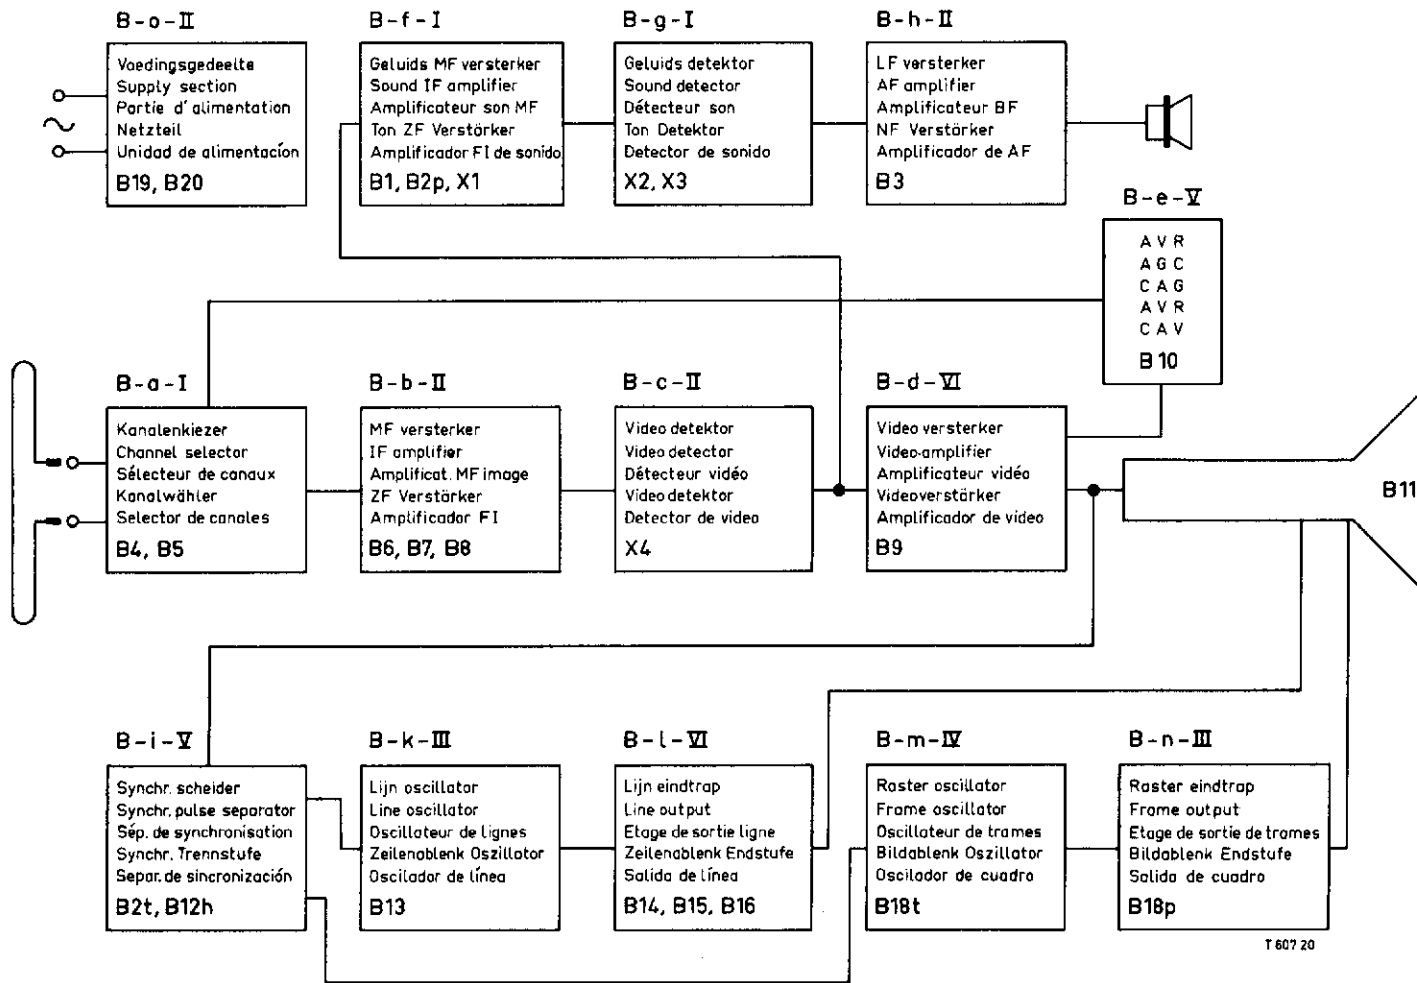 B-o-II
Voedingsgedeelte
Supply section
Partie d'alimentation
Netzteil
Unidad de alimentación
B19, B20
B-f-I
Geluids MF versterker
Sound IF amplifier
Amplificateur son MF
Ton ZF Verstärker
Amplificador FI de sonido
B1, B2p, X1
B-g-I
Geluids detektor
Sound detector
Détecteur son
Ton Detektor
Detector de sonido
X2, X3
B-h-II
LF versterker
AF amplifier
Amplificateur BF
NF Verstärker
Amplificador de AF
B3
B-e-V
AVR
AGC
CAG
AVR
CAV
B10
B-a-I
Kanalenkiezer
Channel selector
Sélecteur de canaux
Kanalwähler
Selector de canales
B4, B5
B-b-II
MF versterker
IF amplifier
Amplificat. MF image
ZF Verstärker
Amplificador FI
B6, B7, B8
B-c-II
Video detektor
Video detector
Détecteur vidéo
Video detektor
Detector de video
X4
B-d-VI
Video versterker
Video-amplifier
Amplificateur vidéo
Videoverstärker
Amplificador de video
B9
B11
B-i-V
Synchr. scheider
Synchr. pulse separator
Sép. de synchronisation
Synchr. Trennstufe
Separ. de sincronización
B2t, B12h
B-k-III
Lijn oscillator
Line oscillator
Oscillateur de lignes
Zeilenablenk Oszillator
Oscilador de línea
B13
B-l-VI
Lijn eindtrap
Line output
Etage de sortie ligne
Zeilenablenk Endstufe
Salida de línea
B14, B15, B16
B-m-IV
Raster oscillator
Frame oscillator
Oscillateur de trames
Bildablenk Oszillator
Oscilador de cuadro
B18t
B-n-III
Raster eindtrap
Frame output
Etage de sortie de trames
Bildablenk Endstufe
Salida de cuadro
B18p
T 607 20